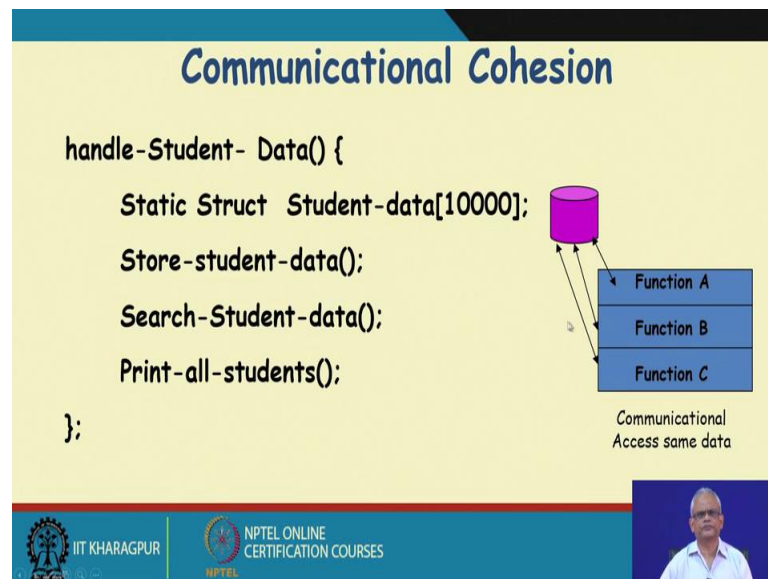 Communicational Cohesion
handle-Student- Data() {
Static Struct Student-data[10000];
Store-student-data();
Search-Student-data();
Print-all-students();
};
Function A
Function B
Function C
Communicational
Access same data
IIT KHARAGPUR
NPTEL
NPTEL ONLINE
CERTIFICATION COURSES